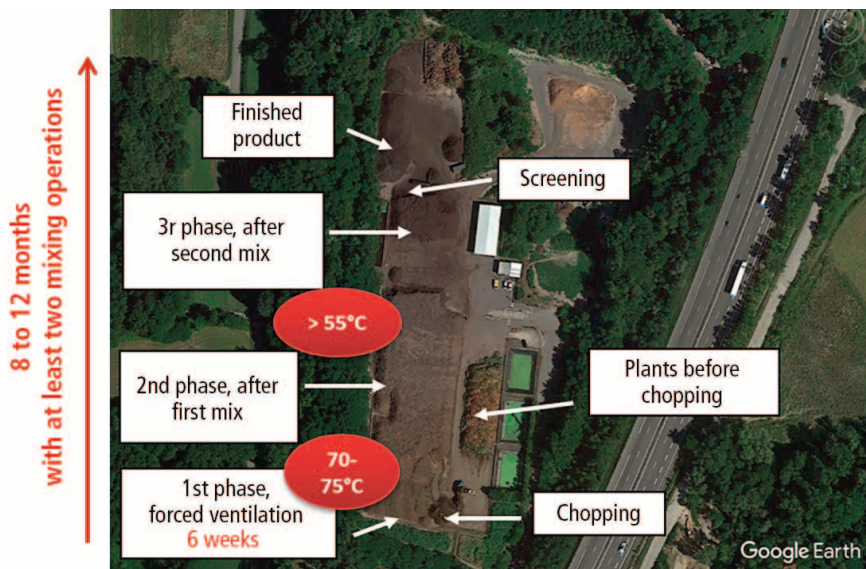 8 to 12 months
with at least two mixing operations
Finished
product
Screening
3r phase, after
second mix
> 55°C
2nd phase, after
first mix
Plants before
chopping
70-
75°C
1st phase,
forced ventilation
6 weeks
Chopping
Google Earth